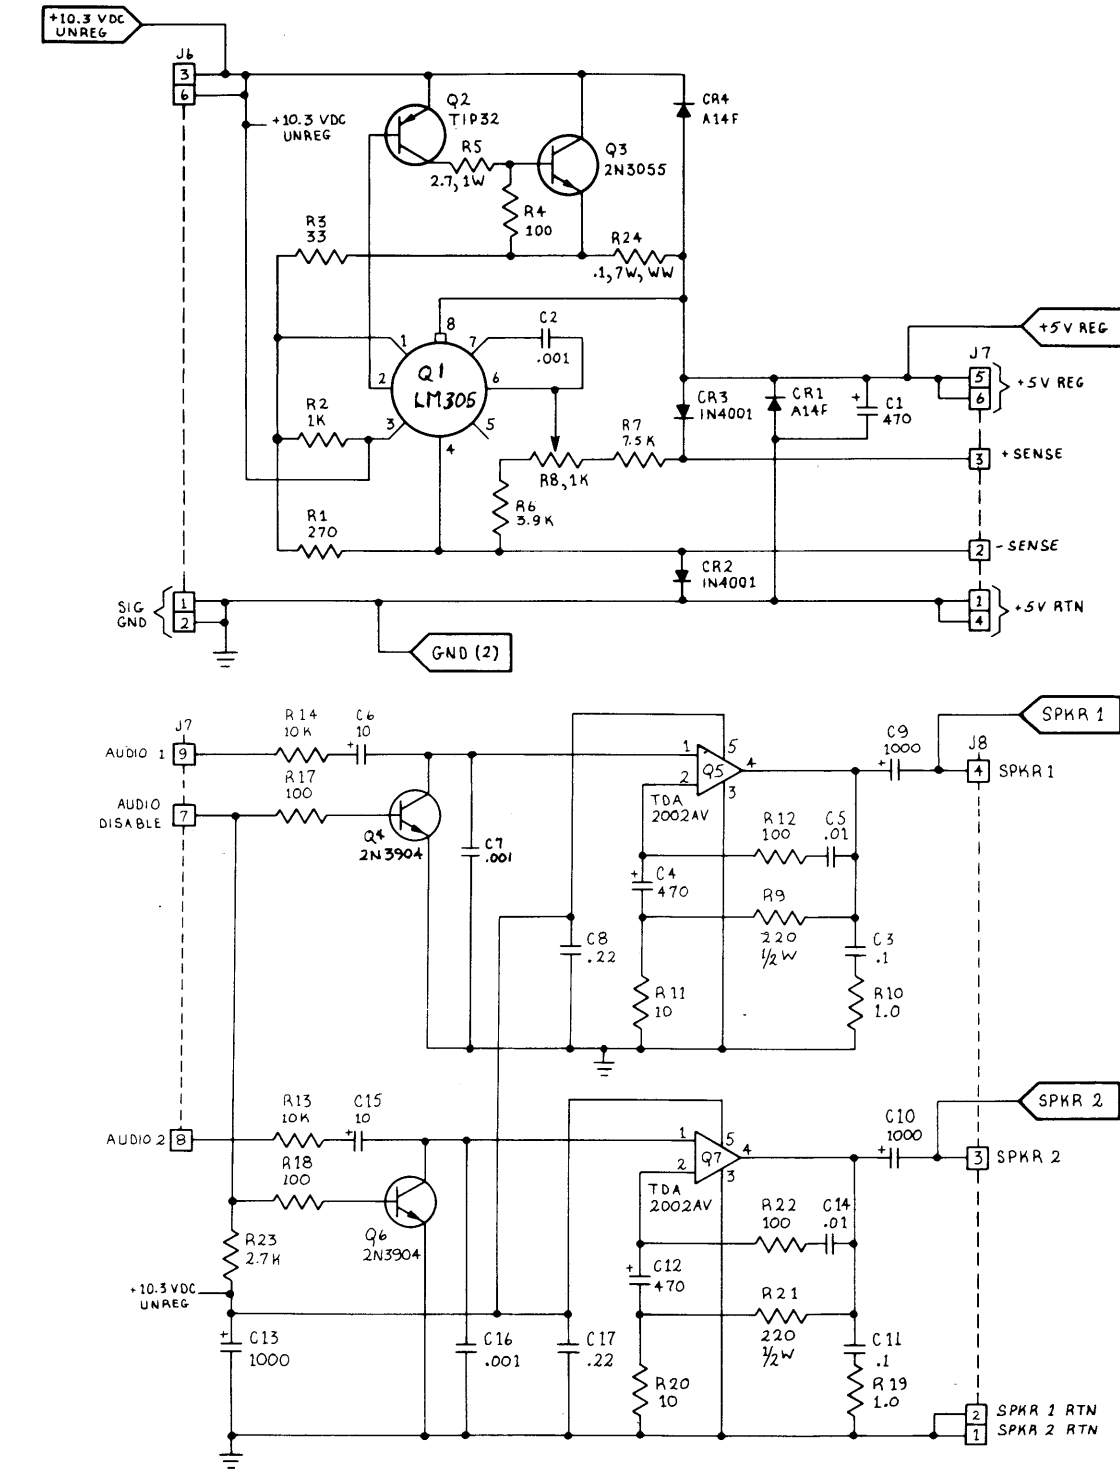 +10.3 VDC
UNREG
J6
3
6
+10.3 VDC
UNREG
Q2
TIP32
R5
2.7, 1W
Q3
2N3055
CR4
A14F
R4
100
R3
33
R24
.1, 7W, WW
8
1
7
C2
.001
2
Q1
LM305
6
3
5
4
R2
1K
R7
7.5K
R8, 1K
R6
3.9K
R1
270
CR3
IN4001
CR1
A14F
+
C1
470
+5V REG
J7
5
6
+5V REG
3
+SENSE
2
-SENSE
CR2
IN4001
SIG
GND
1
2
1
4
+5V RTN
GND (2)
J7
AUDIO 1
9
R14
10K
C6
10
+
AUDIO
DISABLE
7
R17
100
Q4
2N3904
C7
.001
1
5
2
Q5
4
3
TDA
2002AV
C9
1000
+
SPKR 1
J8
4
SPKR1
R12
100
C5
.01
+
C4
470
R9
220
1/2W
C8
.22
C3
.1
R11
10
R10
1.0
AUDIO 2
8
R13
10K
C15
10
+
R18
100
Q6
2N3904
1
5
2
Q7
4
3
TDA
2002AV
C10
1000
+
SPKR 2
3
SPKR 2
R23
2.7K
+10.3 VDC
UNREG
R22
100
C14
.01
+
C12
470
R21
220
1/2W
+
C13
1000
C16
.001
C17
.22
C11
.1
R20
10
R19
1.0
2
SPKR 1 RTN
1
SPKR 2 RTN